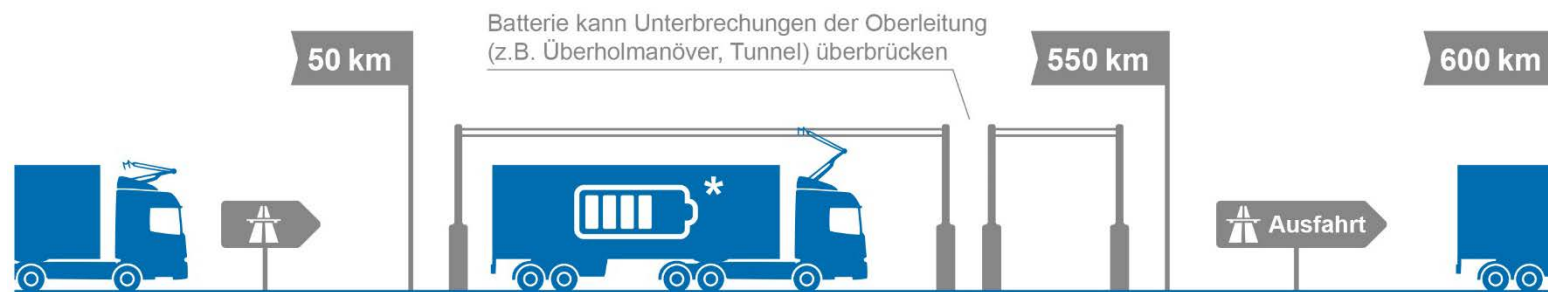 Batterie kann Unterbrechungen der Oberleitung
(z.B. Überholmanöver, Tunnel) überbrücken
50 km
550 km
600 km
*
Ausfahrt